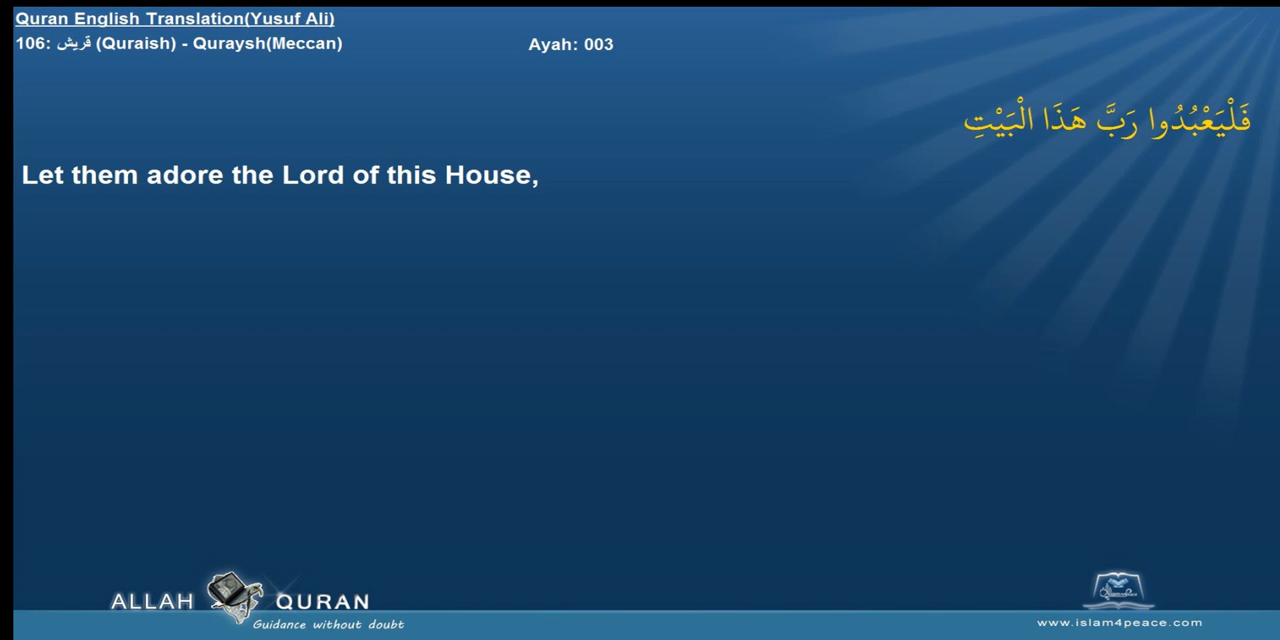 Quran English Translation(Yusuf Ali)
106: قريش (Quraish) - Quraysh(Meccan) Ayah: 003
فَلْيَعْبُدُوا رَبَّ هَذَا الْبَيْتِ
Let them adore the Lord of this House,
ALLAH QURAN
Guidance without doubt
www.islam4peace.com